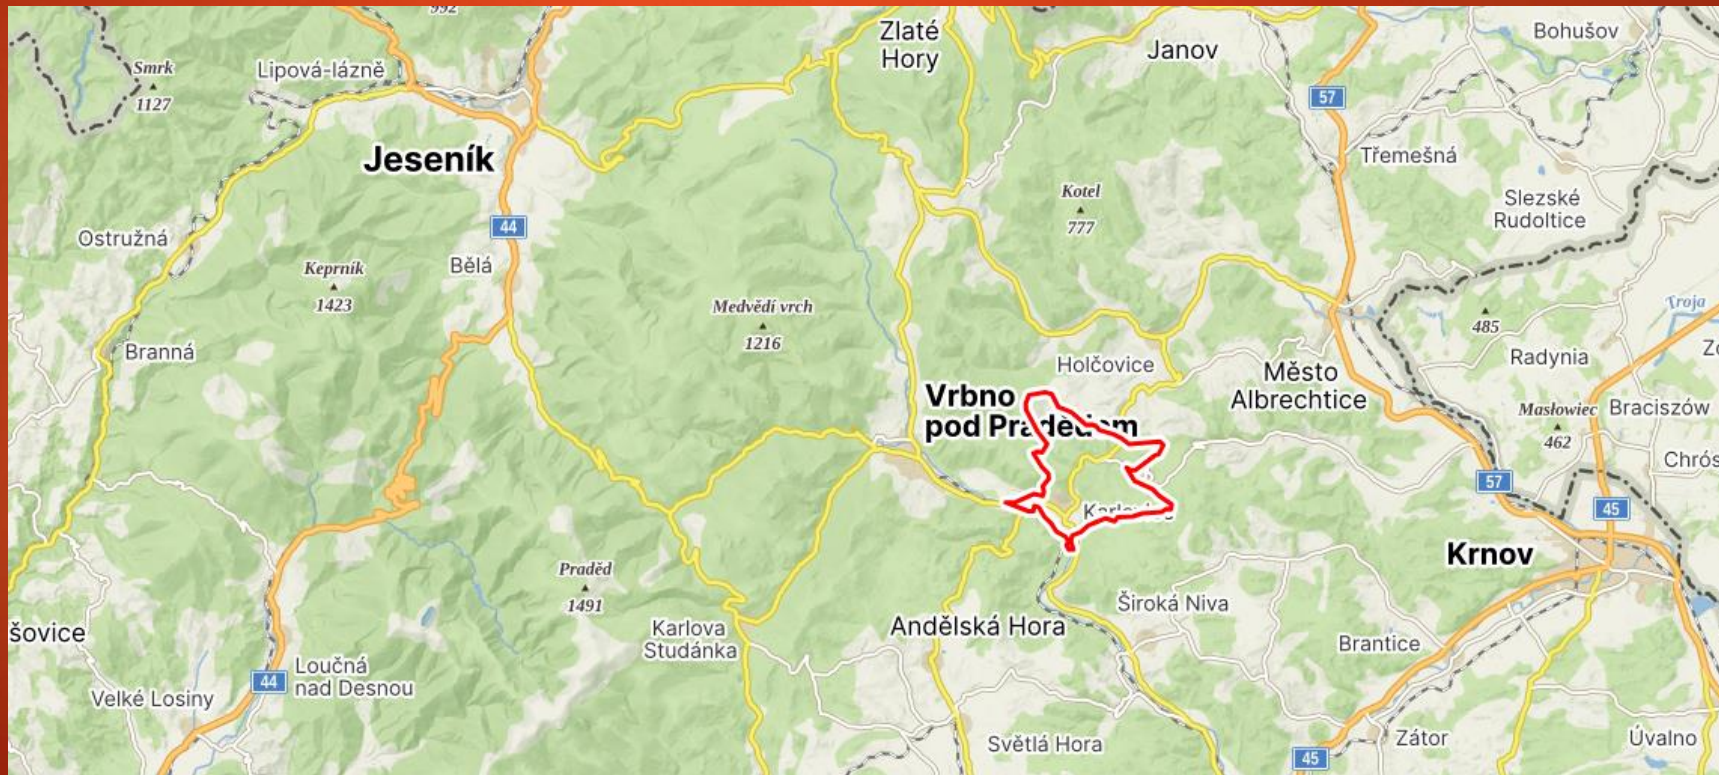 992
Zlaté
Hory
Janov
Bohušov
Smrk
1127
Lipová-lázně
57
Jeseník
Třemešná
Kotel
777
Slezské
Rudoltice
44
Ostružná
Bělá
Keprník
1423
Medvědí vrch
1216
Troja
485
Branná
Holčovice
Radynia
Město
Albrechtice
Vrbno
pod Pradědem
Masłowiec
462
Braciszów
Chrós
57
45
Karlovice
Krnov
Praděd
1491
Široká Niva
Andělská Hora
Karlova
Studánka
Brantice
šovice
Loučná
nad Desnou
44
Velké Losiny
Světlá Hora
Zátor
Úvalno
45